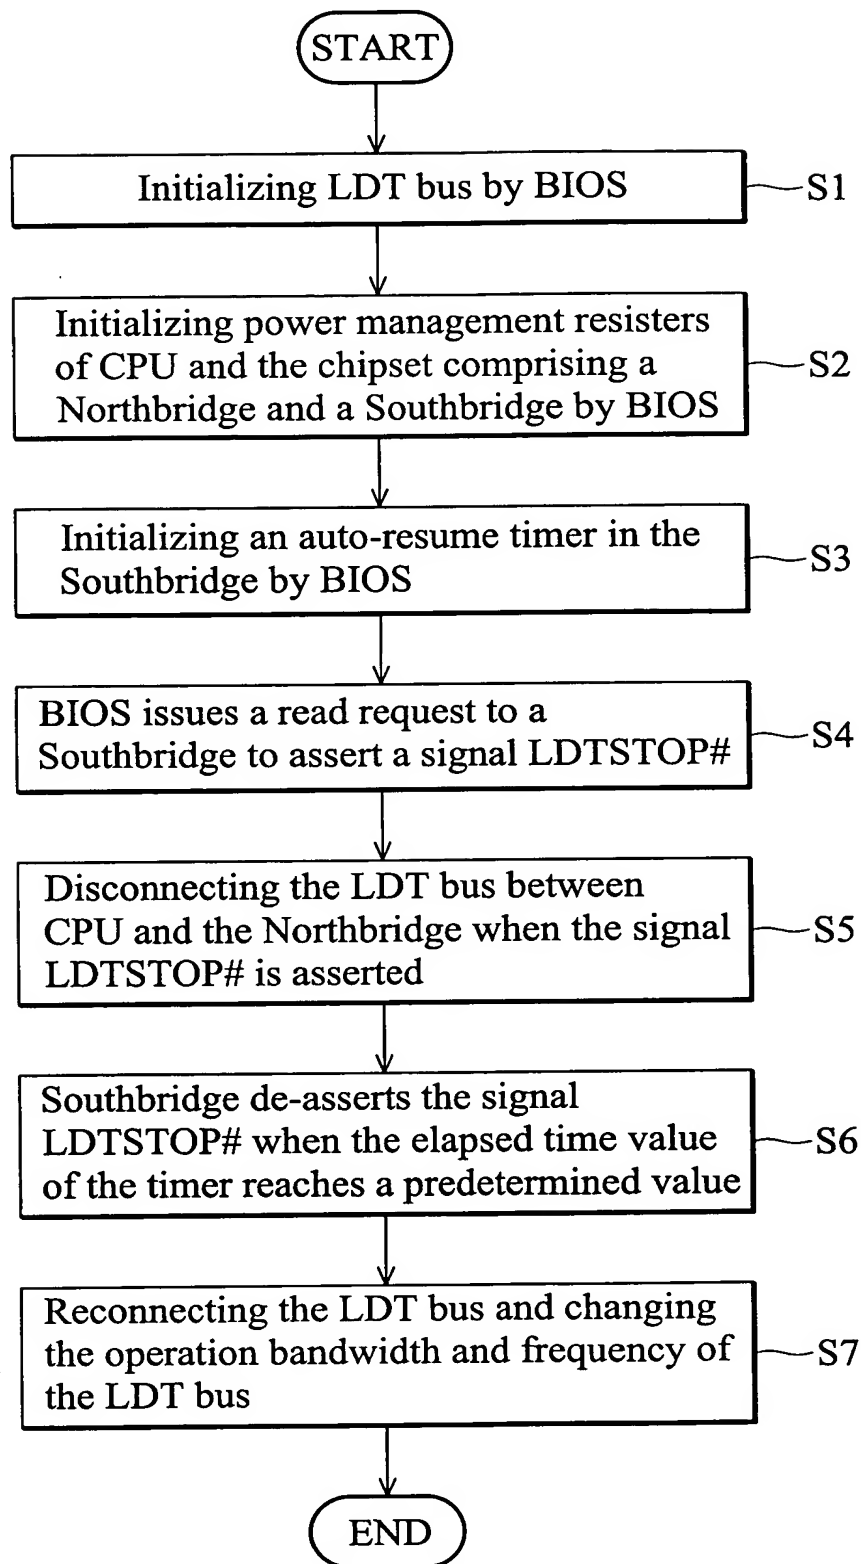 START
Initializing LDT bus by BIOS
S1
Initializing power management resisters
of CPU and the chipset comprising a
Northbridge and a Southbridge by BIOS
S2
Initializing an auto-resume timer in the
Southbridge by BIOS
S3
BIOS issues a read request to a
Southbridge to assert a signal LDTSTOP#
S4
Disconnecting the LDT bus between
CPU and the Northbridge when the signal
LDTSTOP# is asserted
S5
Southbridge de-asserts the signal
LDTSTOP# when the elapsed time value
of the timer reaches a predetermined value
S6
Reconnecting the LDT bus and changing
the operation bandwidth and frequency of
the LDT bus
S7
END